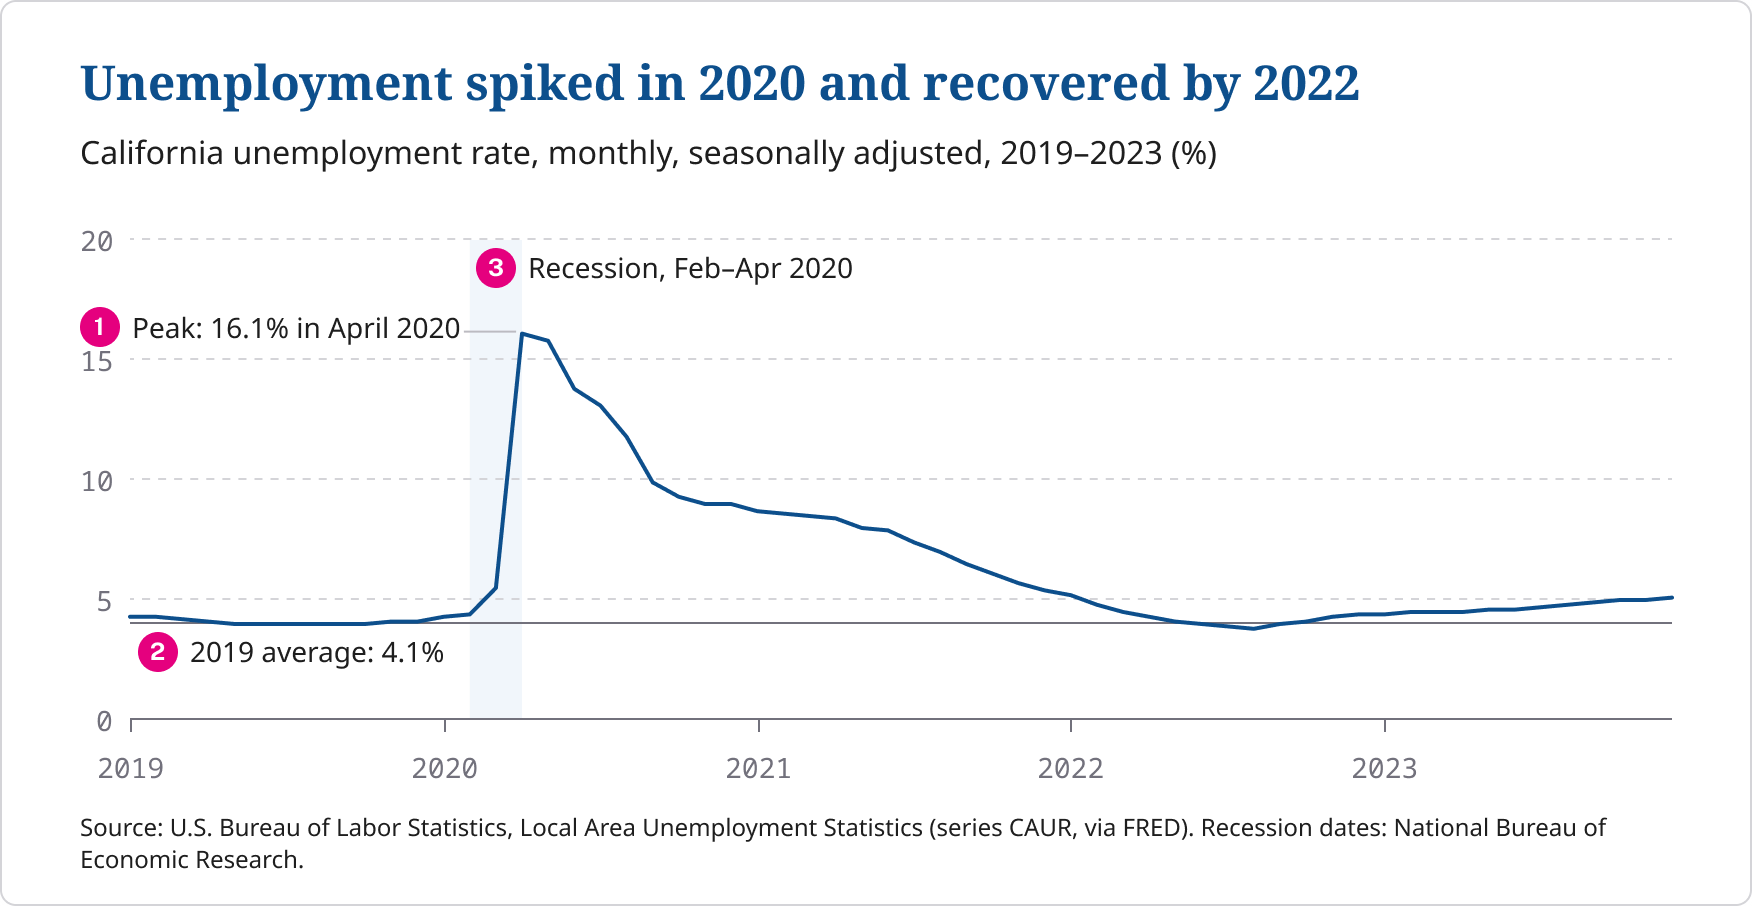 Unemployment spiked in 2020 and recovered by 2022
California unemployment rate, monthly, seasonally adjusted, 2019–2023 (%)
20
3 Recession, Feb–Apr 2020
1 Peak: 16.1% in April 2020
15
10
5
2 2019 average: 4.1%
0
2019 2020 2021 2022 2023
Source: U.S. Bureau of Labor Statistics, Local Area Unemployment Statistics (series CAUR, via FRED). Recession dates: National Bureau of
Economic Research.